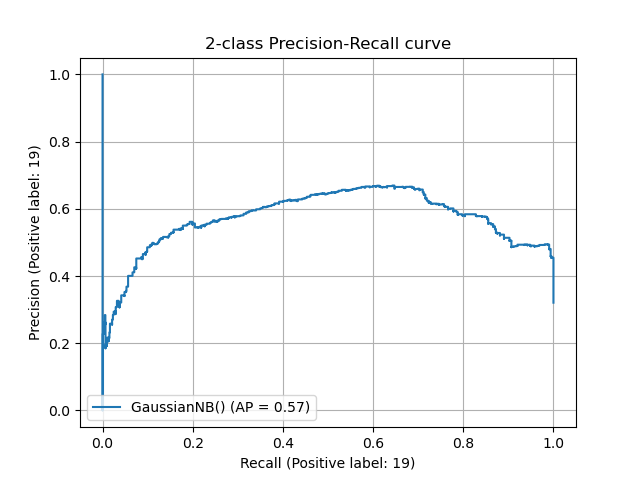 2-class Precision-Recall curve
1.0
0.8
0.6
0.4
0.2
0.0
Precision (Positive label: 19)
GaussianNB() (AP = 0.57)
0.0 0.2 0.4 0.6 0.8 1.0
Recall (Positive label: 19)